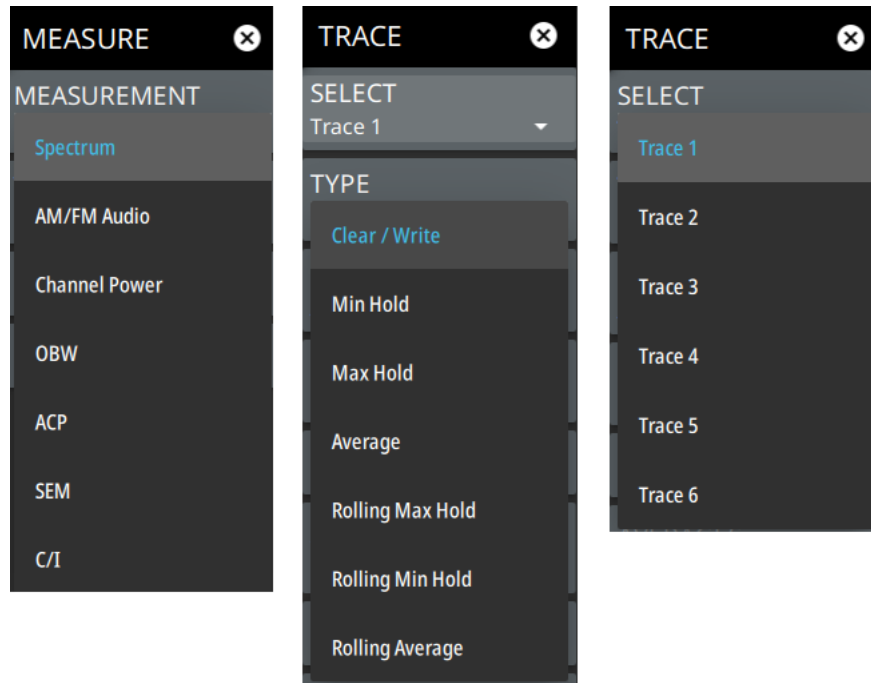 MEASURE
MEASUREMENT
Spectrum
AM/FM Audio
Channel Power
OBW
ACP
SEM
C/I
TRACE
SELECT
Trace 1
TYPE
Clear / Write
Min Hold
Max Hold
Average
Rolling Max Hold
Rolling Min Hold
Rolling Average
TRACE
SELECT
Trace 1
Trace 2
Trace 3
Trace 4
Trace 5
Trace 6